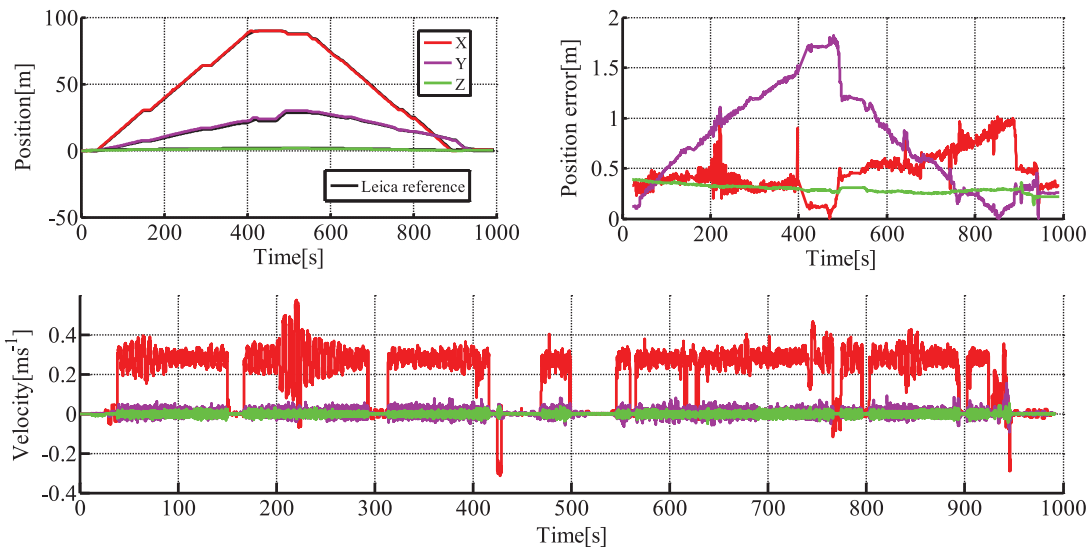 100
50
0
-50
Position[m]
0 200 400 600 800 1000
Time[s]
X
Y
Z
Leica reference
2
1.5
1
0.5
0
Position error[m]
0 200 400 600 800 1000
Time[s]
0.4
0.2
0
-0.2
-0.4
Velocity[ms⁻¹]
0 100 200 300 400 500 600 700 800 900 1000
Time[s]